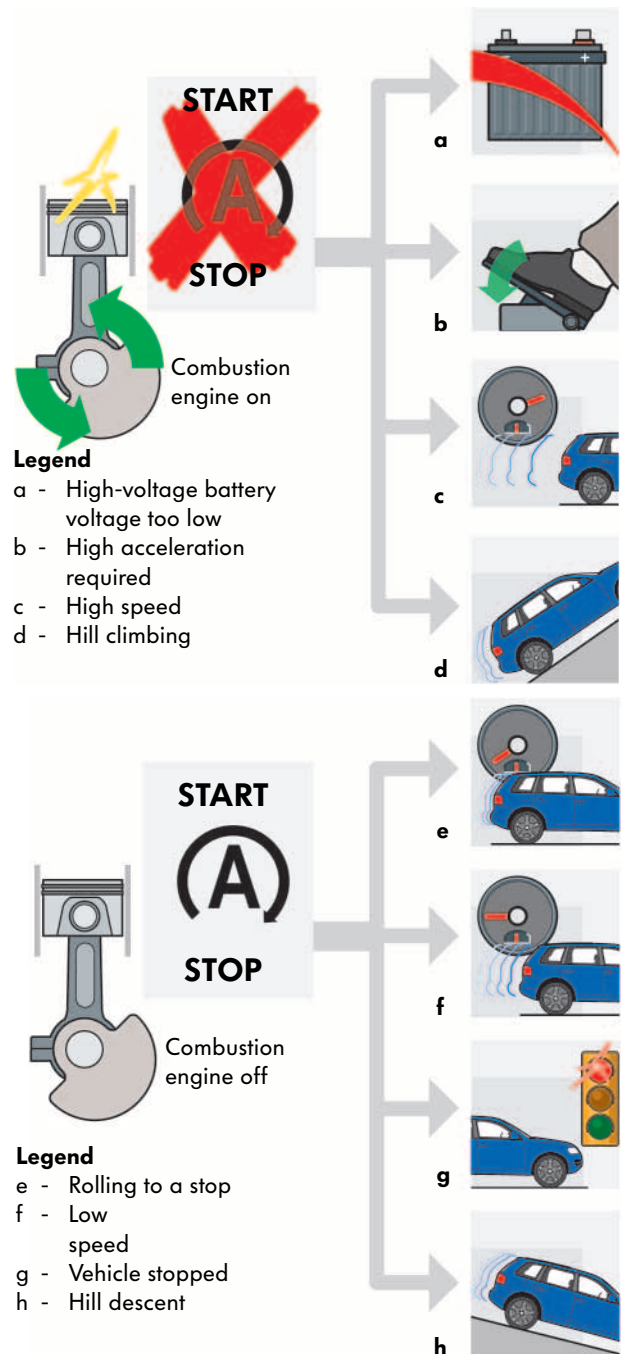 START
A
STOP
Combustion
engine on
Legend
a - High-voltage battery
voltage too low
b - High acceleration
required
c - High speed
d - Hill climbing
- +
a
b
c
d
START
A
STOP
Combustion
engine off
Legend
e - Rolling to a stop
f - Low
speed
g - Vehicle stopped
h - Hill descent
e
f
g
h